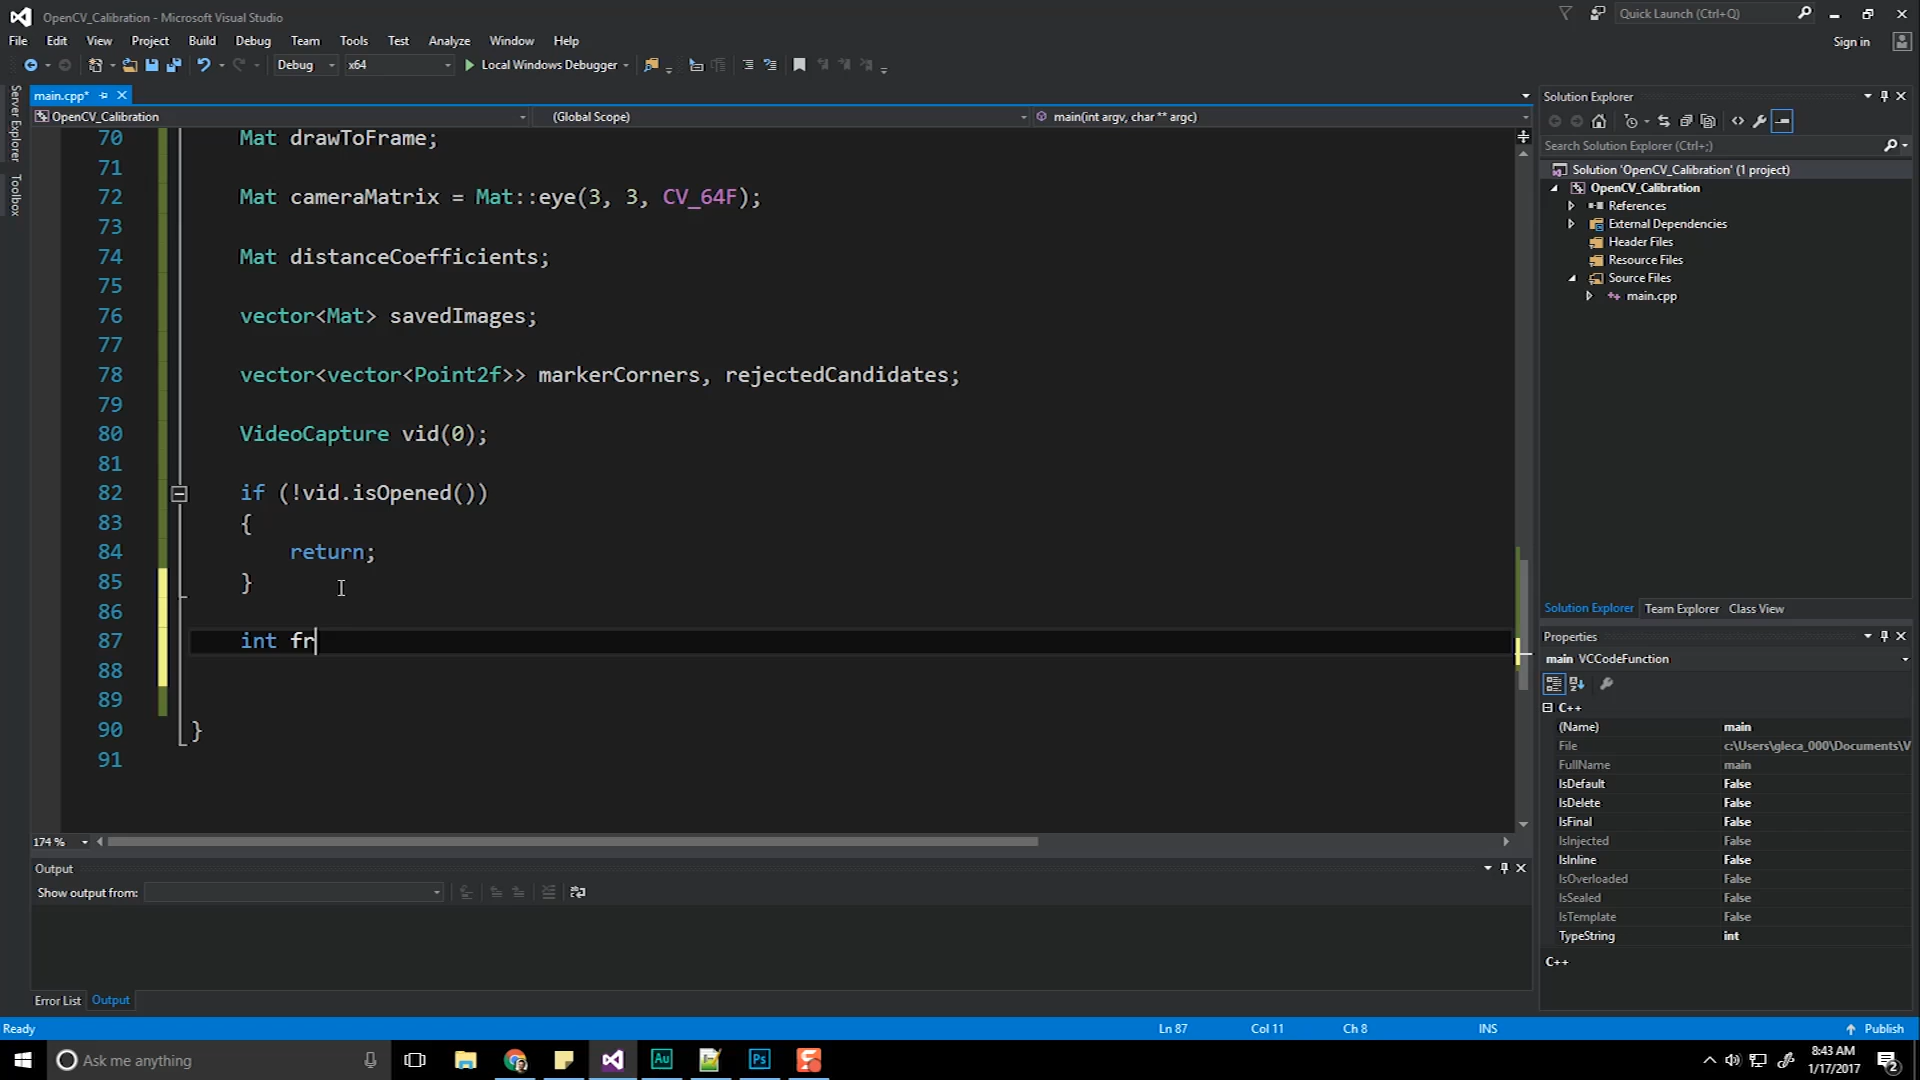 OpenCV_Calibration - Microsoft Visual Studio
Quick Launch (Ctrl+Q)
File Edit View Project Build Debug Team Tools Test Analyze Window Help
Sign in
Debug x64 Local Windows Debugger
Server Explorer
Toolbox
main.cpp*
OpenCV_Calibration (Global Scope) main(int argv, char ** argc)
70 Mat drawToFrame;
71
72 Mat cameraMatrix = Mat::eye(3, 3, CV_64F);
73
74 Mat distanceCoefficients;
75
76 vector<Mat> savedImages;
77
78 vector<vector<Point2f>> markerCorners, rejectedCandidates;
79
80 VideoCapture vid(0);
81
82 if (!vid.isOpened())
83 {
84 return;
85 }
86
87 int fr
88
89
90 }
91
174 %
Output
Show output from:
Error List Output
Solution Explorer
Search Solution Explorer (Ctrl+;)
Solution 'OpenCV_Calibration' (1 project)
OpenCV_Calibration
References
External Dependencies
Header Files
Resource Files
Source Files
main.cpp
Solution Explorer Team Explorer Class View
Properties
main VCCodeFunction
C++
(Name) main
File c:\Users\gleca_000\Documents\V
FullName main
IsDefault False
IsDelete False
IsFinal False
IsInjected False
IsInline False
IsOverloaded False
IsSealed False
IsTemplate False
TypeString int
C++
Ready Ln 87 Col 11 Ch 8 INS Publish
Ask me anything
Au
Ps
8:43 AM
1/17/2017
2